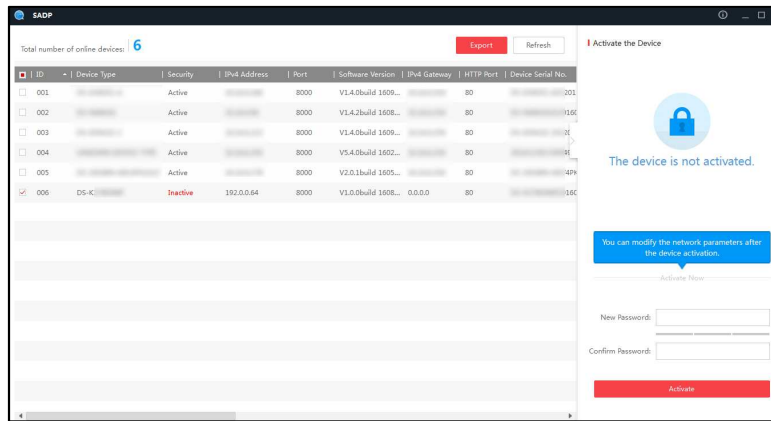 SADP
Total number of online devices: 6
Export
Refresh
ID
Device Type
Security
IPv4 Address
Port
Software Version
IPv4 Gateway
HTTP Port
Device Serial No.
001 Active 8000 V1.4.0build 1609... 80 201
002 Active 8000 V1.4.2build 1608... 80
003 Active 8000 V1.4.2build 1609... 80
004 Active 8000 V5.4.0build 1602... 80
005 Active 8000 V2.0.1build 1605... 80
006 DS-K Inactive 192.0.0.64 8000 V1.0.0build 1608... 0.0.0.0 80
Activate the Device
The device is not activated.
You can modify the network parameters after
the device activation.
Activate Now
New Password:
Confirm Password:
Activate